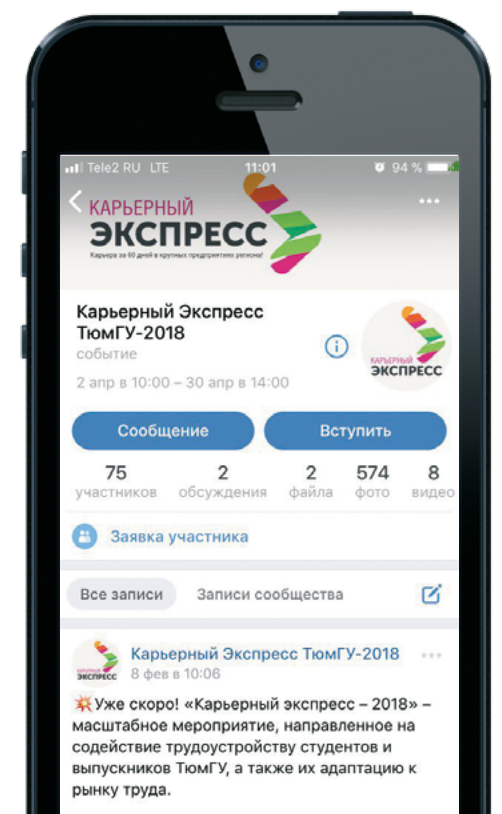 Tele2 RU LTE 11:01 94 %
КАРЬЕРНЫЙ
ЭКСПРЕСС
Карьера за 60 дней в крупных предприятиях региона!
Карьерный Экспресс
ТюмГУ-2018
событие
2 апр в 10:00 – 30 апр в 14:00
КАРЬЕРНЫЙ
ЭКСПРЕСС
Сообщение Вступить
75 2 2 574 8
участников обсуждения файла фото видео
Заявка участника
Все записи Записи сообщества
КАРЬЕРНЫЙ
ЭКСПРЕСС
Карьерный Экспресс ТюмГУ-2018
8 фев в 10:06
Уже скоро! «Карьерный экспресс – 2018» –
масштабное мероприятие, направленное на
содействие трудоустройству студентов и
выпускников ТюмГУ, а также их адаптацию к
рынку труда.